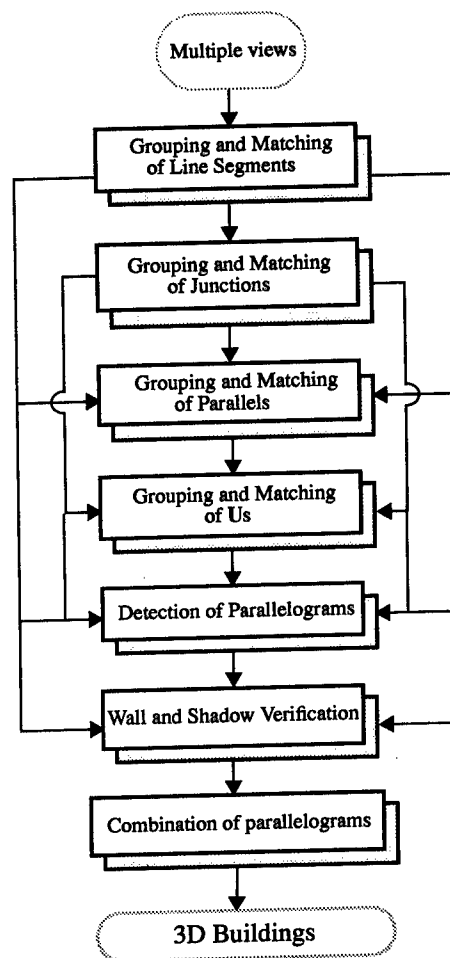 Multiple views
Grouping and Matching
of Line Segments
Grouping and Matching
of Junctions
Grouping and Matching
of Parallels
Grouping and Matching
of Us
Detection of Parallelograms
Wall and Shadow Verification
Combination of parallelograms
3D Buildings